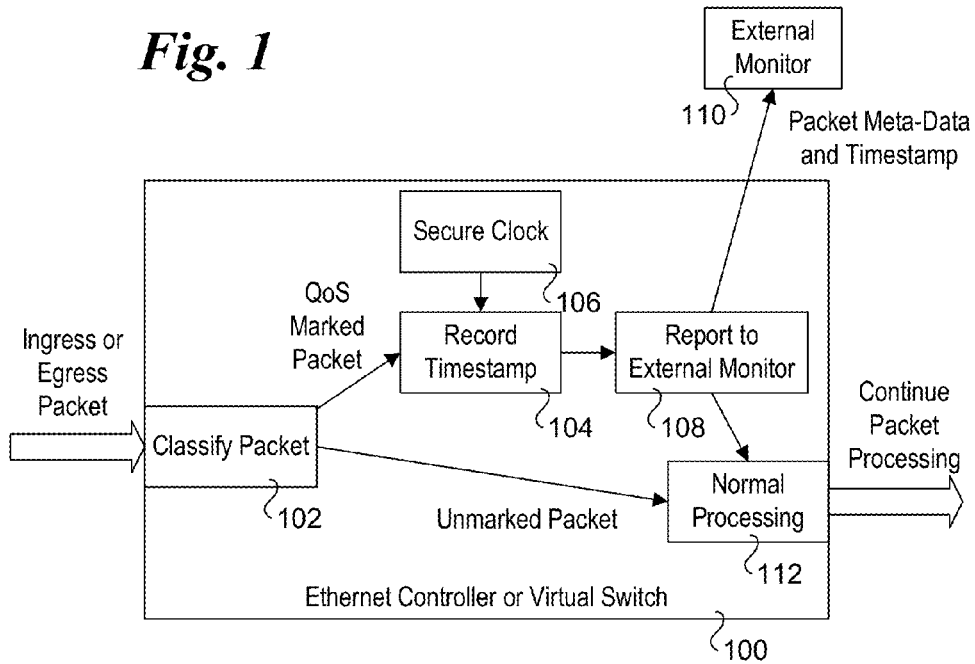 Fig. 1
External
Monitor
110
Packet Meta-Data
and Timestamp
Secure Clock
106
QoS
Marked
Packet
Ingress or
Egress
Packet
Record
Timestamp
104
Report to
External Monitor
108
Continue
Packet
Processing
Classify Packet
102
Unmarked Packet
Normal
Processing
112
Ethernet Controller or Virtual Switch
100